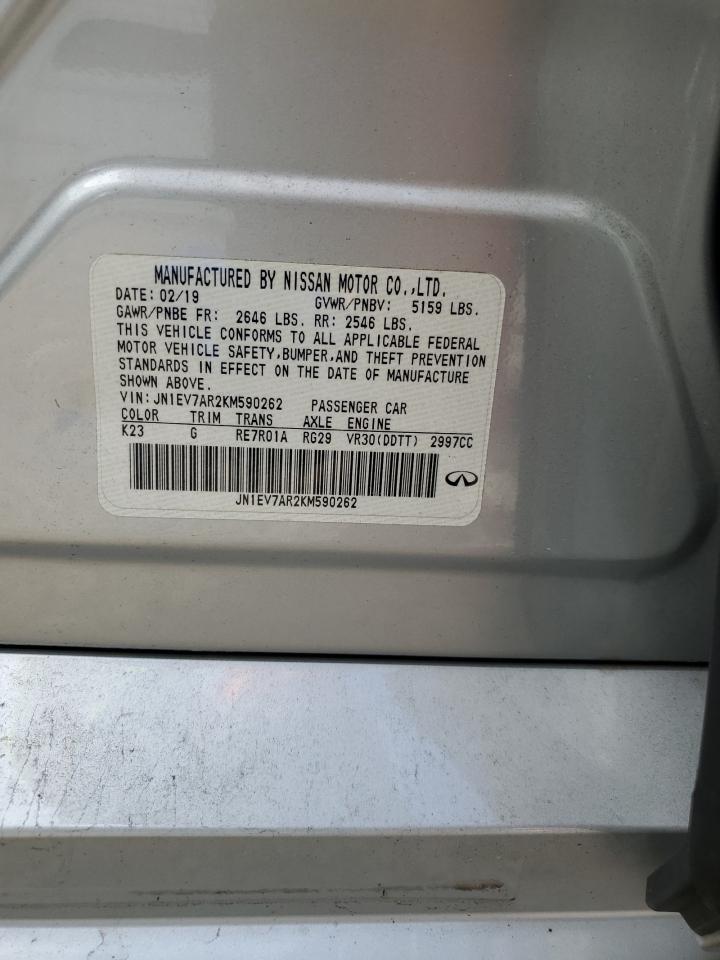 MANUFACTURED BY NISSAN MOTOR CO.,LTD.
DATE: 02/19 GVWR/PNBV: 5159 LBS.
GAWR/PNBE FR: 2646 LBS. RR: 2546 LBS.
THIS VEHICLE CONFORMS TO ALL APPLICABLE FEDERAL
MOTOR VEHICLE SAFETY,BUMPER,AND THEFT PREVENTION
STANDARDS IN EFFECT ON THE DATE OF MANUFACTURE
SHOWN ABOVE.
VIN: JN1EV7AR2KM590262 PASSENGER CAR
COLOR TRIM TRANS AXLE ENGINE
K23 G RE7R01A RG29 VR30(DDTT) 2997CC
JN1EV7AR2KM590262